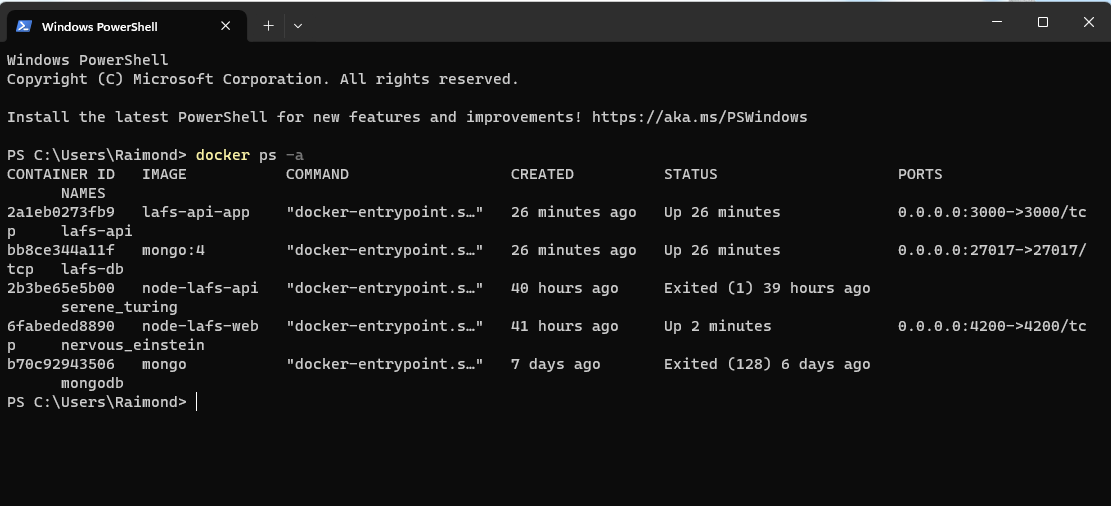 Windows PowerShell
Windows PowerShell
Copyright (C) Microsoft Corporation. All rights reserved.
Install the latest PowerShell for new features and improvements! https://aka.ms/PSWindows
PS C:\Users\Raimond> docker ps -a
CONTAINER ID   IMAGE           COMMAND                  CREATED          STATUS                    PORTS
      NAMES
2a1eb0273fb9   lafs-api-app    "docker-entrypoint.s…"   26 minutes ago   Up 26 minutes             0.0.0.0:3000->3000/tc
p     lafs-api
bb8ce344a11f   mongo:4         "docker-entrypoint.s…"   26 minutes ago   Up 26 minutes             0.0.0.0:27017->27017/
tcp   lafs-db
2b3be65e5b00   node-lafs-api   "docker-entrypoint.s…"   40 hours ago     Exited (1) 39 hours ago
      serene_turing
6fabeded8890   node-lafs-web   "docker-entrypoint.s…"   41 hours ago     Up 2 minutes              0.0.0.0:4200->4200/tc
p     nervous_einstein
b70c92943506   mongo           "docker-entrypoint.s…"   7 days ago       Exited (128) 6 days ago
      mongodb
PS C:\Users\Raimond>